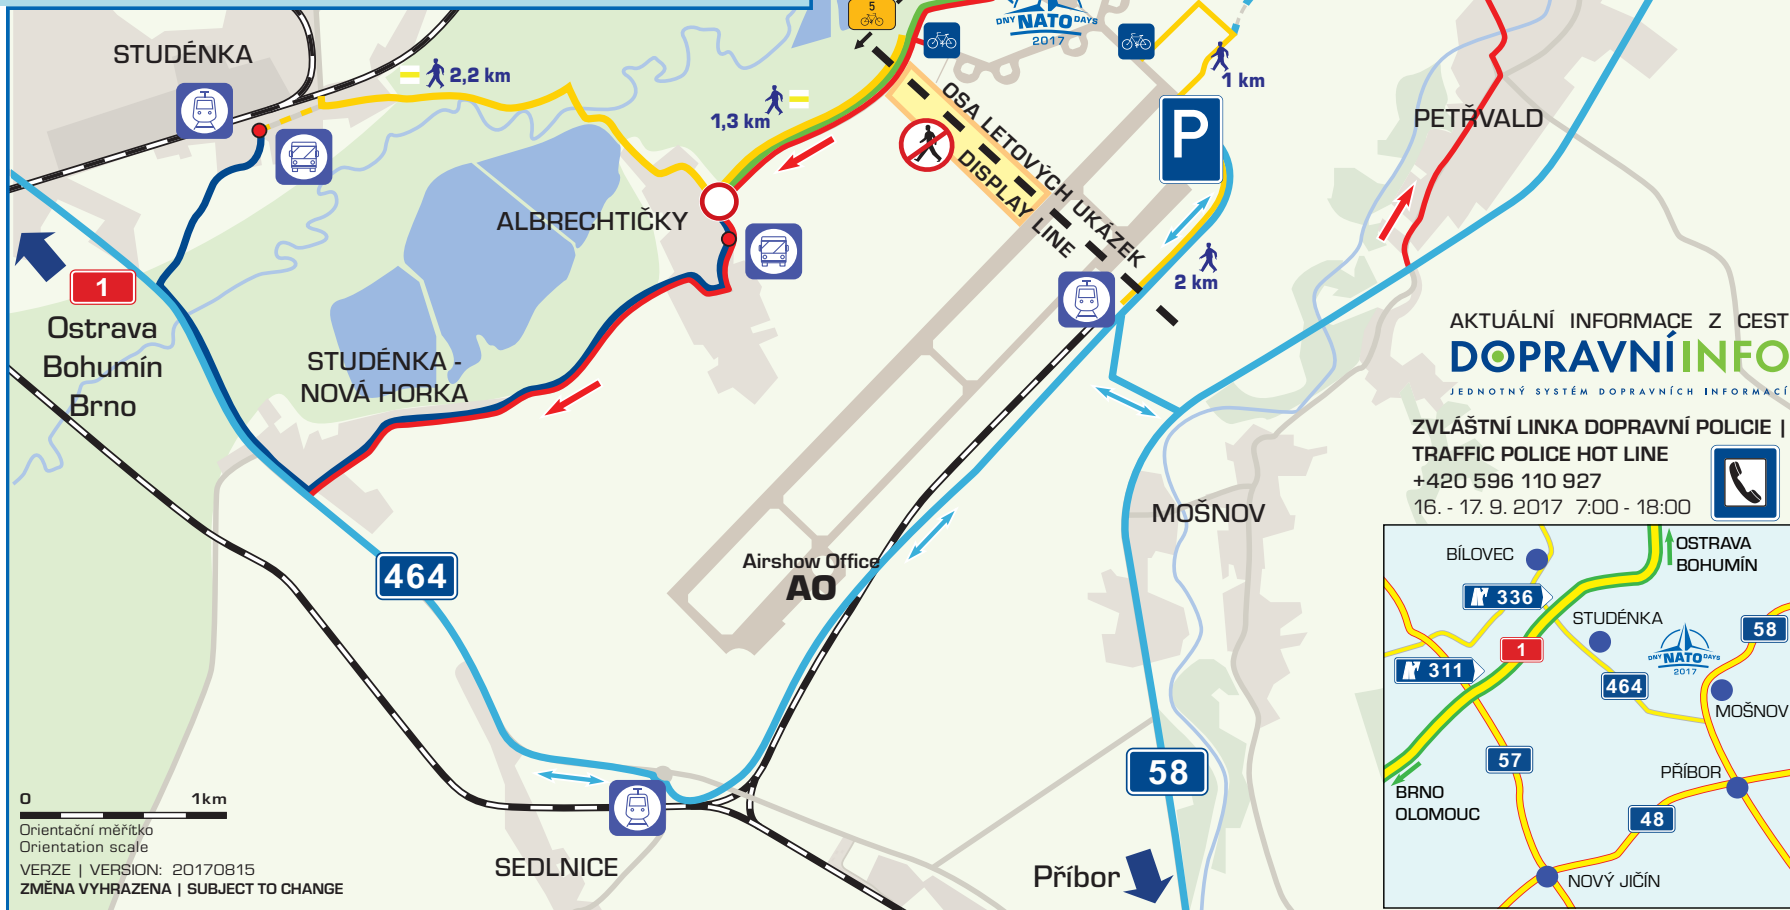 STUDÉNKA
2,2 km
1,3 km
5
DNY NATO DAYS
2017
1 km
P
PETŘVALD
OSA LETOVÝCH UKÁZEK
DISPLAY LINE
ALBRECHTIČKY
2 km
1
Ostrava
Bohumín
Brno
STUDÉNKA -
NOVÁ HORKA
AKTUÁLNÍ INFORMACE Z CEST
DOPRAVNÍINFO
JEDNOTNÝ SYSTÉM DOPRAVNÍCH INFORMACÍ
ZVLÁŠTNÍ LINKA DOPRAVNÍ POLICIE |
TRAFFIC POLICE HOT LINE
+420 596 110 927
16. - 17. 9. 2017 7:00 - 18:00
MOŠNOV
Airshow Office
AO
464
58
SEDLNICE
Příbor
0 1km
Orientační měřítko
Orientation scale
VERZE | VERSION: 20170815
ZMĚNA VYHRAZENA | SUBJECT TO CHANGE
BÍLOVEC
OSTRAVA
BOHUMÍN
336
STUDÉNKA
58
1
DNY NATO DAYS
2017
311
464
MOŠNOV
57
PŘÍBOR
BRNO
OLOMOUC
48
NOVÝ JIČÍN